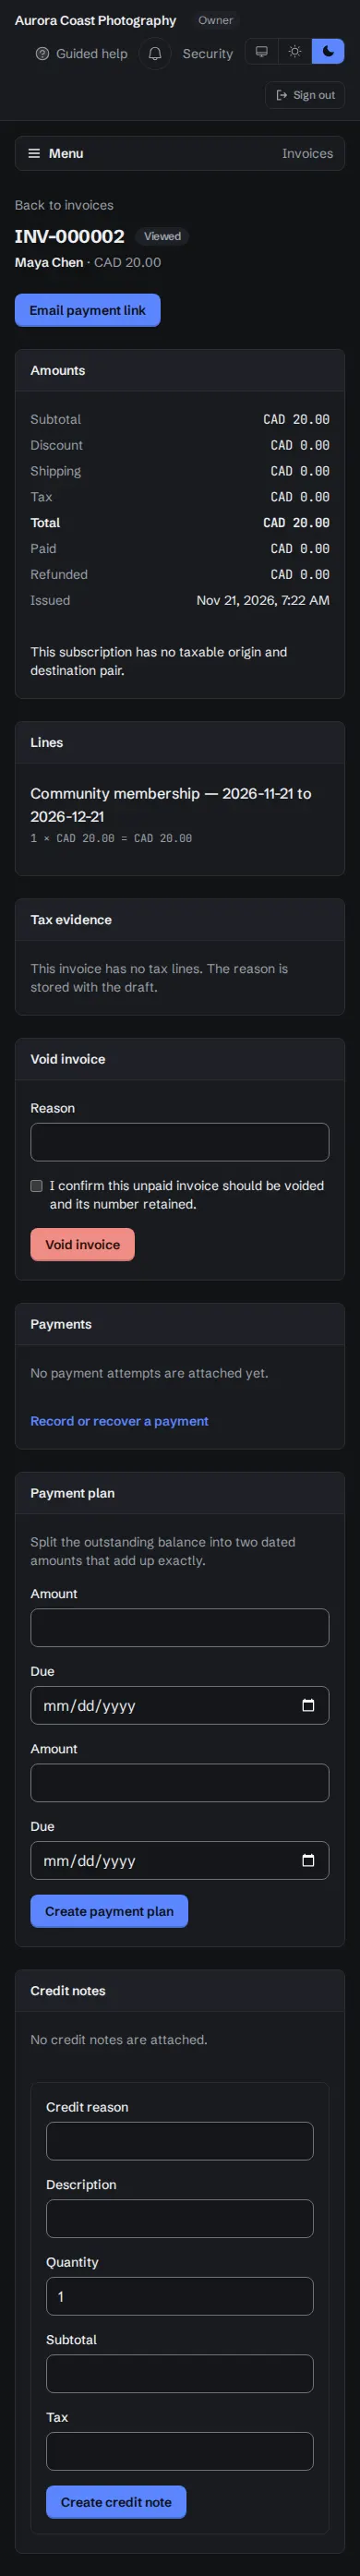 Aurora Coast Photography Owner
Guided help Security
Sign out
Menu Invoices
Back to invoices
INV-000002 Viewed
Maya Chen · CAD 20.00
Email payment link
Amounts
Subtotal CAD 20.00
Discount CAD 0.00
Shipping CAD 0.00
Tax CAD 0.00
Total CAD 20.00
Paid CAD 0.00
Refunded CAD 0.00
Issued Nov 21, 2026, 7:22 AM
This subscription has no taxable origin and
destination pair.
Lines
Community membership — 2026-11-21 to
2026-12-21
1 × CAD 20.00 = CAD 20.00
Tax evidence
This invoice has no tax lines. The reason is
stored with the draft.
Void invoice
Reason
I confirm this unpaid invoice should be voided
and its number retained.
Void invoice
Payments
No payment attempts are attached yet.
Record or recover a payment
Payment plan
Split the outstanding balance into two dated
amounts that add up exactly.
Amount
Due
mm/dd/yyyy
Amount
Due
mm/dd/yyyy
Create payment plan
Credit notes
No credit notes are attached.
Credit reason
Description
Quantity
1
Subtotal
Tax
Create credit note